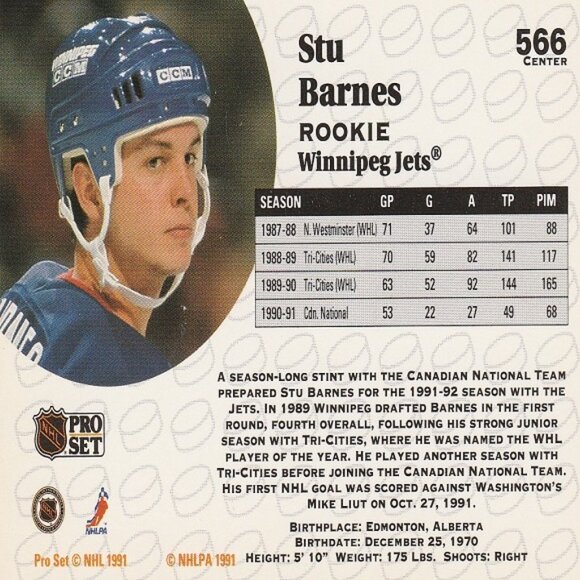 WINNIPEG
CCM
CCM
Stu
Barnes
ROOKIE
Winnipeg Jets®
566
CENTER
SEASON GP G A TP PIM
1987-88 N. Westminster (WHL) 71 37 64 101 88
1988-89 Tri-Cities (WHL) 70 59 82 141 117
1989-90 Tri-Cities (WHL) 63 52 92 144 165
1990-91 Cdn. National 53 22 27 49 68
A SEASON-LONG STINT WITH THE CANADIAN NATIONAL TEAM
PREPARED STU BARNES FOR THE 1991-92 SEASON WITH THE
JETS. IN 1989 WINNIPEG DRAFTED BARNES IN THE FIRST
ROUND, FOURTH OVERALL, FOLLOWING HIS STRONG JUNIOR
SEASON WITH TRI-CITIES, WHERE HE WAS NAMED THE WHL
PLAYER OF THE YEAR. HE PLAYED ANOTHER SEASON WITH
TRI-CITIES BEFORE JOINING THE CANADIAN NATIONAL TEAM.
HIS FIRST NHL GOAL WAS SCORED AGAINST WASHINGTON'S
MIKE LIUT ON OCT. 27, 1991.
BIRTHPLACE: EDMONTON, ALBERTA
BIRTHDATE: DECEMBER 25, 1970
HEIGHT: 5' 10" WEIGHT: 175 LBS. SHOOTS: RIGHT
NHL
PRO
SET
NHL
NHLPA
Pro Set © NHL 1991
© NHLPA 1991